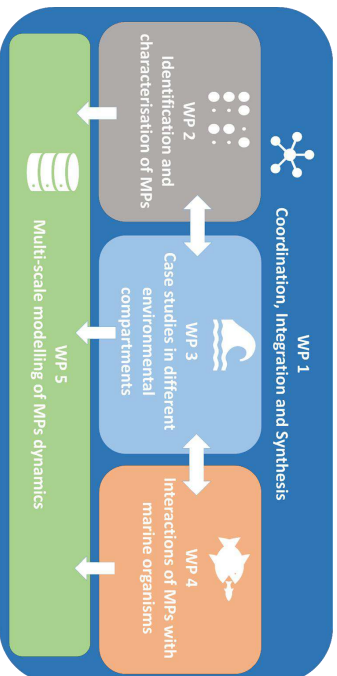 WP 1
Coordination, Integration and Synthesis
WP 2
Identification and
characterisation of MPs
WP 3
Case studies in different
environmental
compartments
WP 4
Interactions of MPs with
marine organisms
WP 5
Multi-scale modelling of MPs dynamics